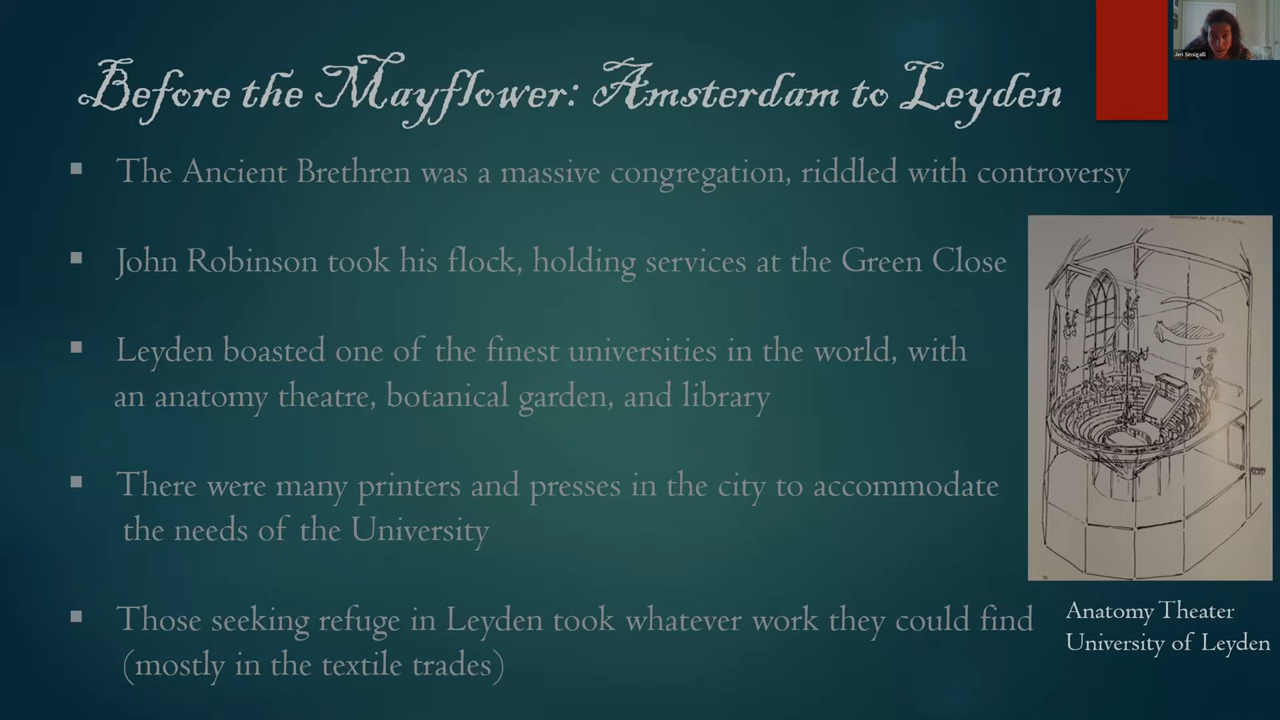 Before the Mayflower: Amsterdam to Leyden
Jen Sinsigalli
▪ The Ancient Brethren was a massive congregation, riddled with controversy
▪ John Robinson took his flock, holding services at the Green Close
▪ Leyden boasted one of the finest universities in the world, with
an anatomy theatre, botanical garden, and library
▪ There were many printers and presses in the city to accommodate
the needs of the University
▪ Those seeking refuge in Leyden took whatever work they could find
(mostly in the textile trades)
Anatomy Theater
University of Leyden